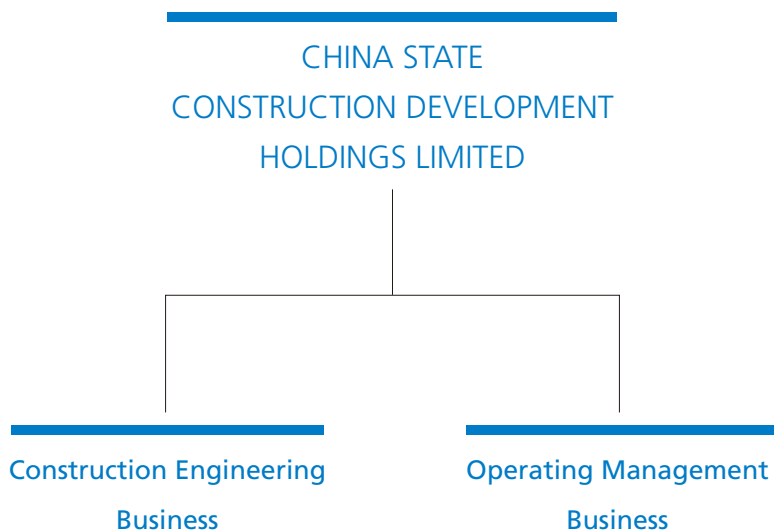 CHINA STATE
CONSTRUCTION DEVELOPMENT
HOLDINGS LIMITED
Construction Engineering
Business
Operating Management
Business